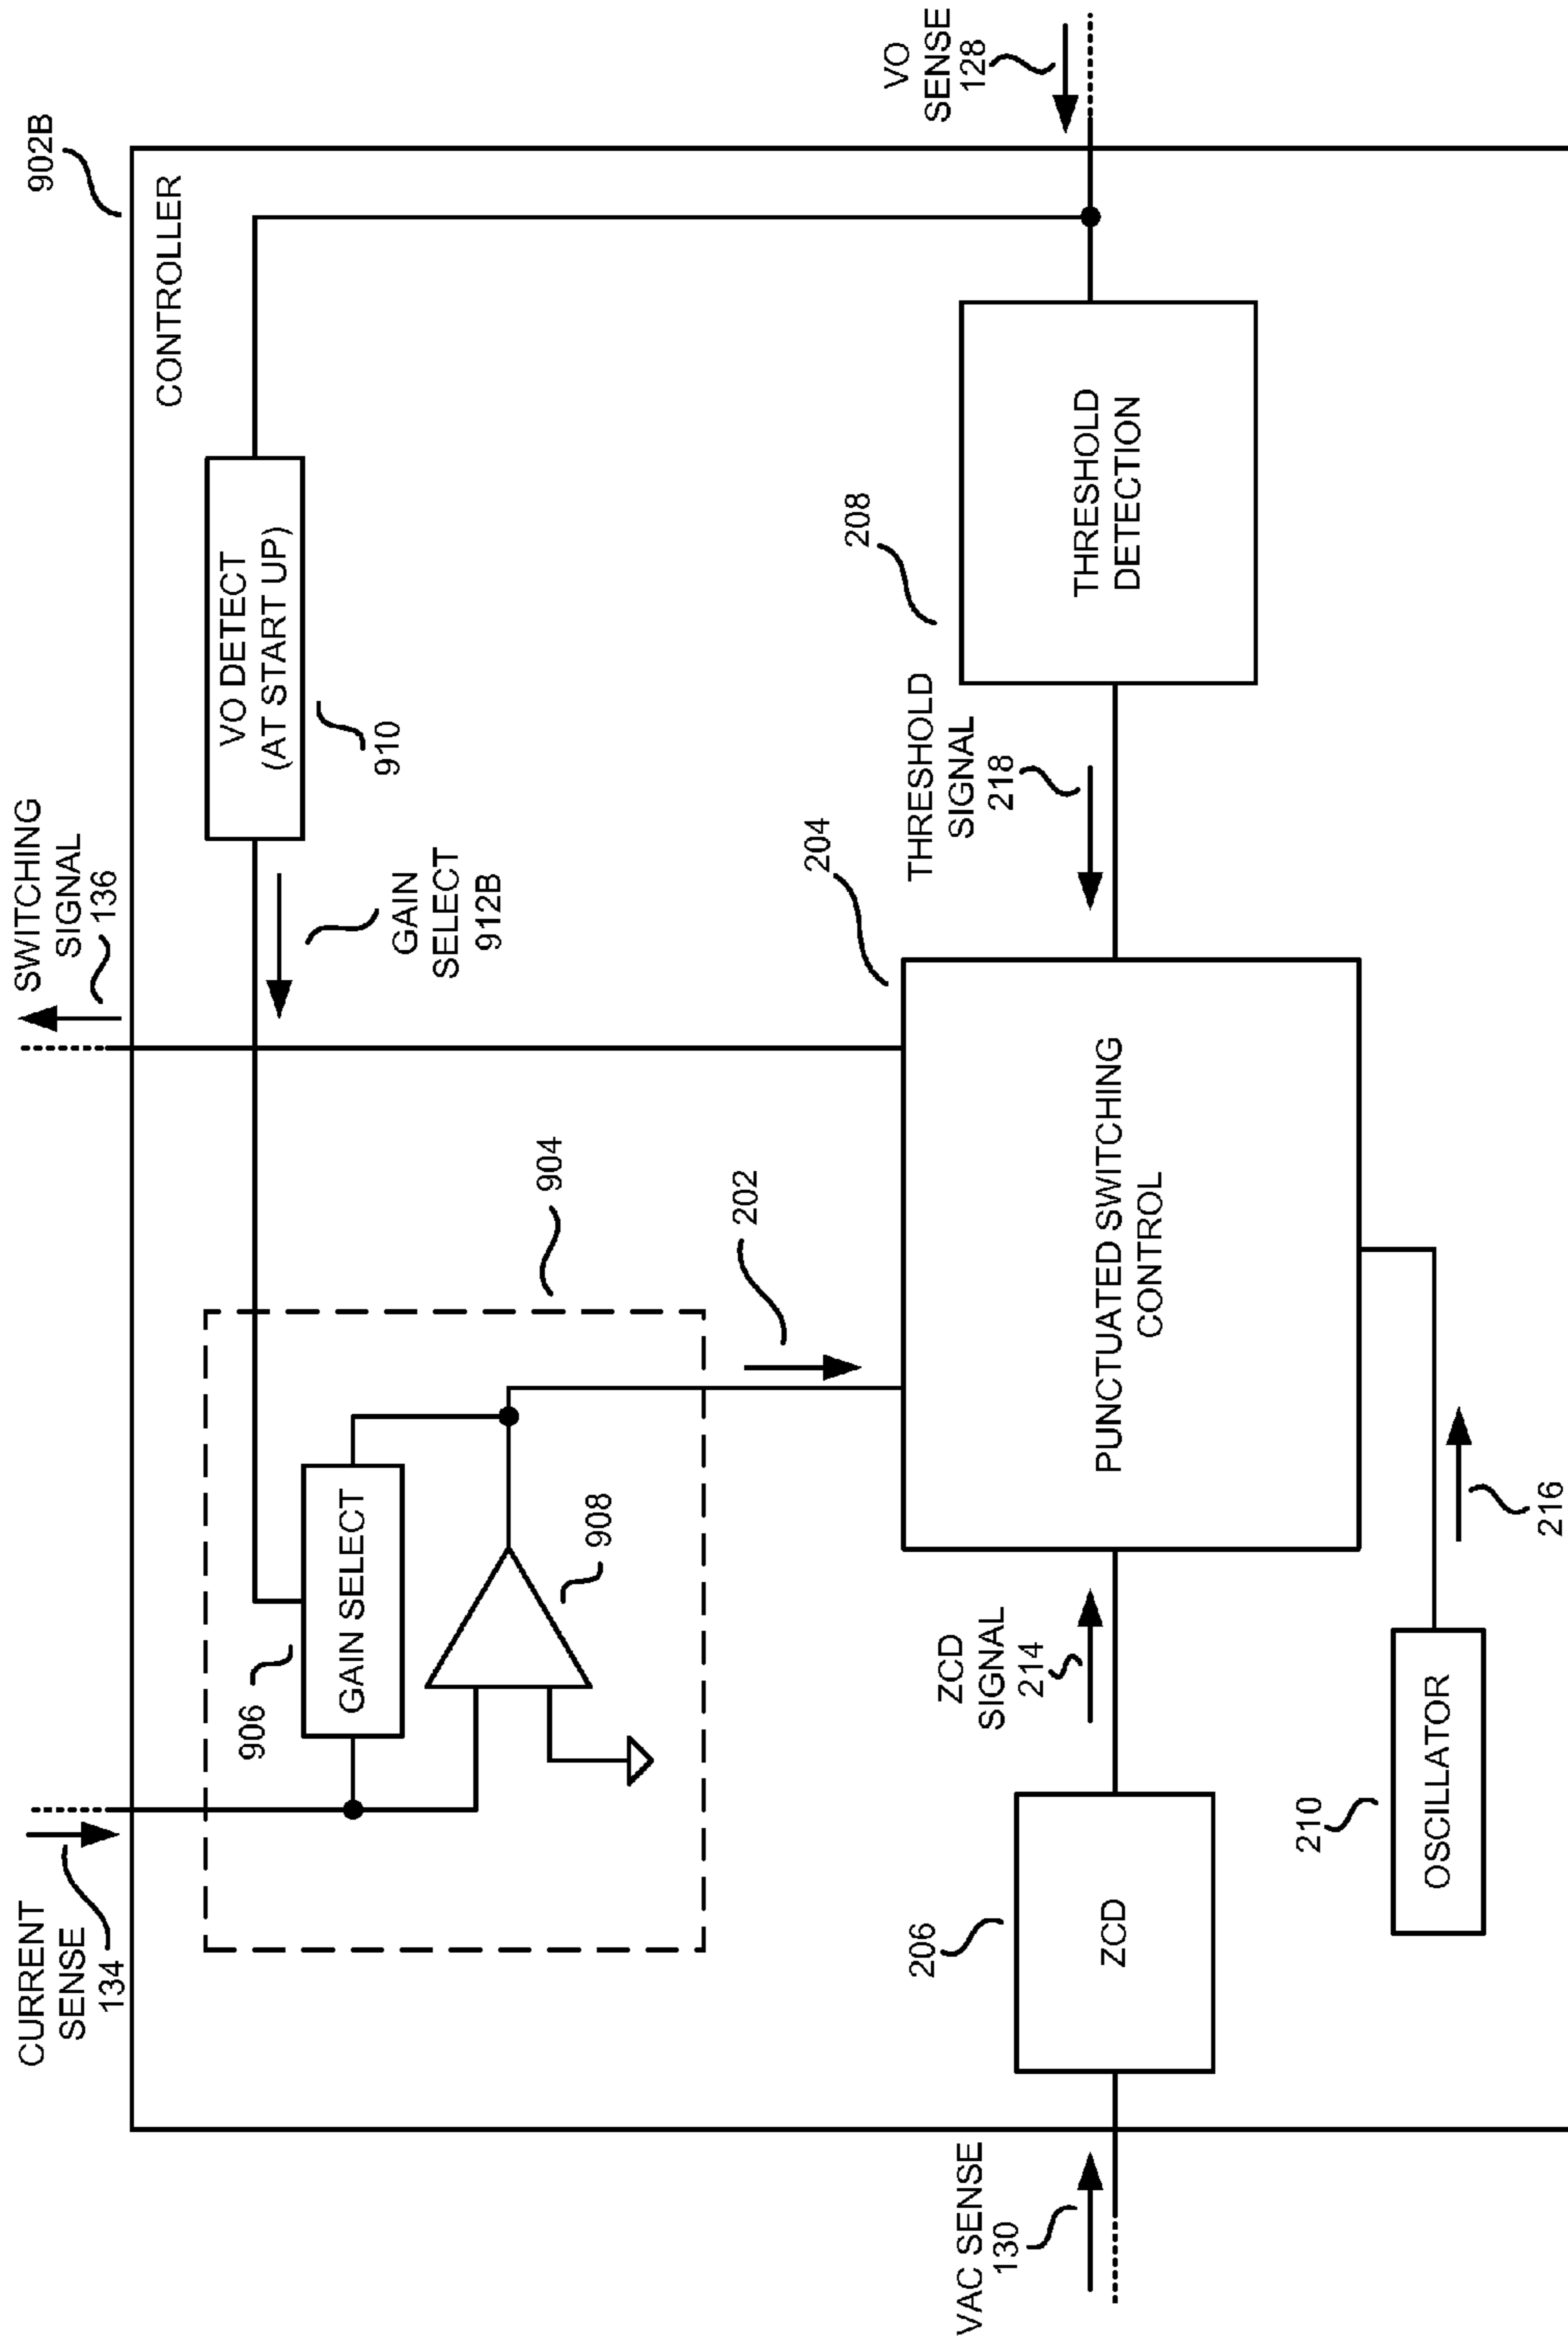 CURRENT
SENSE
134
SWITCHING
SIGNAL
136
902B
CONTROLLER
906
GAIN SELECT
908
904
202
GAIN
SELECT
912B
VO DETECT
(AT START UP)
910
VAC SENSE
130
206
ZCD
ZCD
SIGNAL
214
204
PUNCTUATED SWITCHING
CONTROL
THRESHOLD
SIGNAL
218
208
THRESHOLD
DETECTION
VO
SENSE
128
210
OSCILLATOR
216